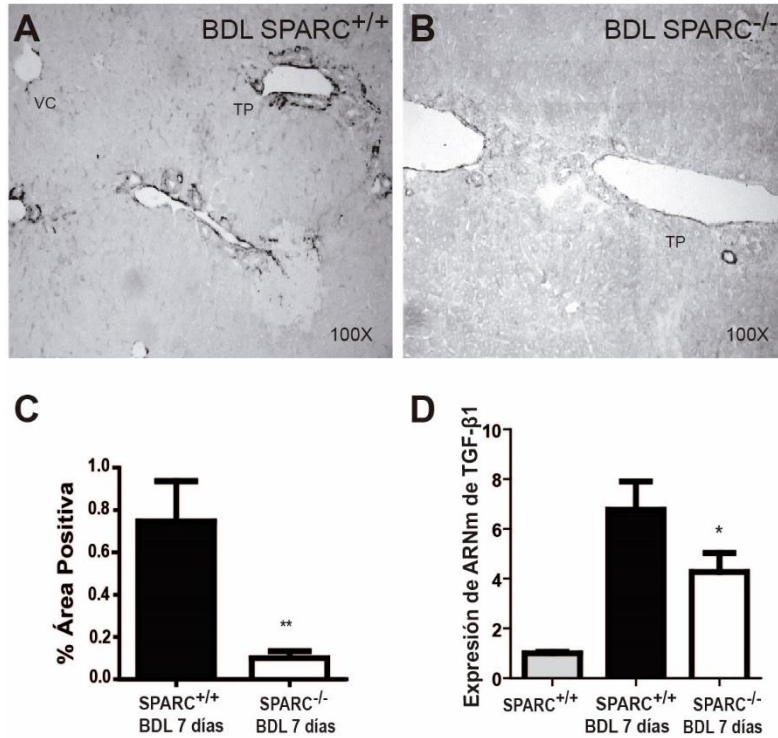 A
BDL SPARC+/+
VC
TP
100X
B
BDL SPARC-/-
TP
100X
C
% Área Positiva
1.0
0.8
0.6
0.4
0.2
0.0
**
SPARC+/+
BDL 7 días
SPARC-/-
BDL 7 días
D
Expresión de ARNm de TGF-β1
10
8
6
4
2
0
*
SPARC+/+
SPARC+/+
BDL 7 días
SPARC-/-
BDL 7 días